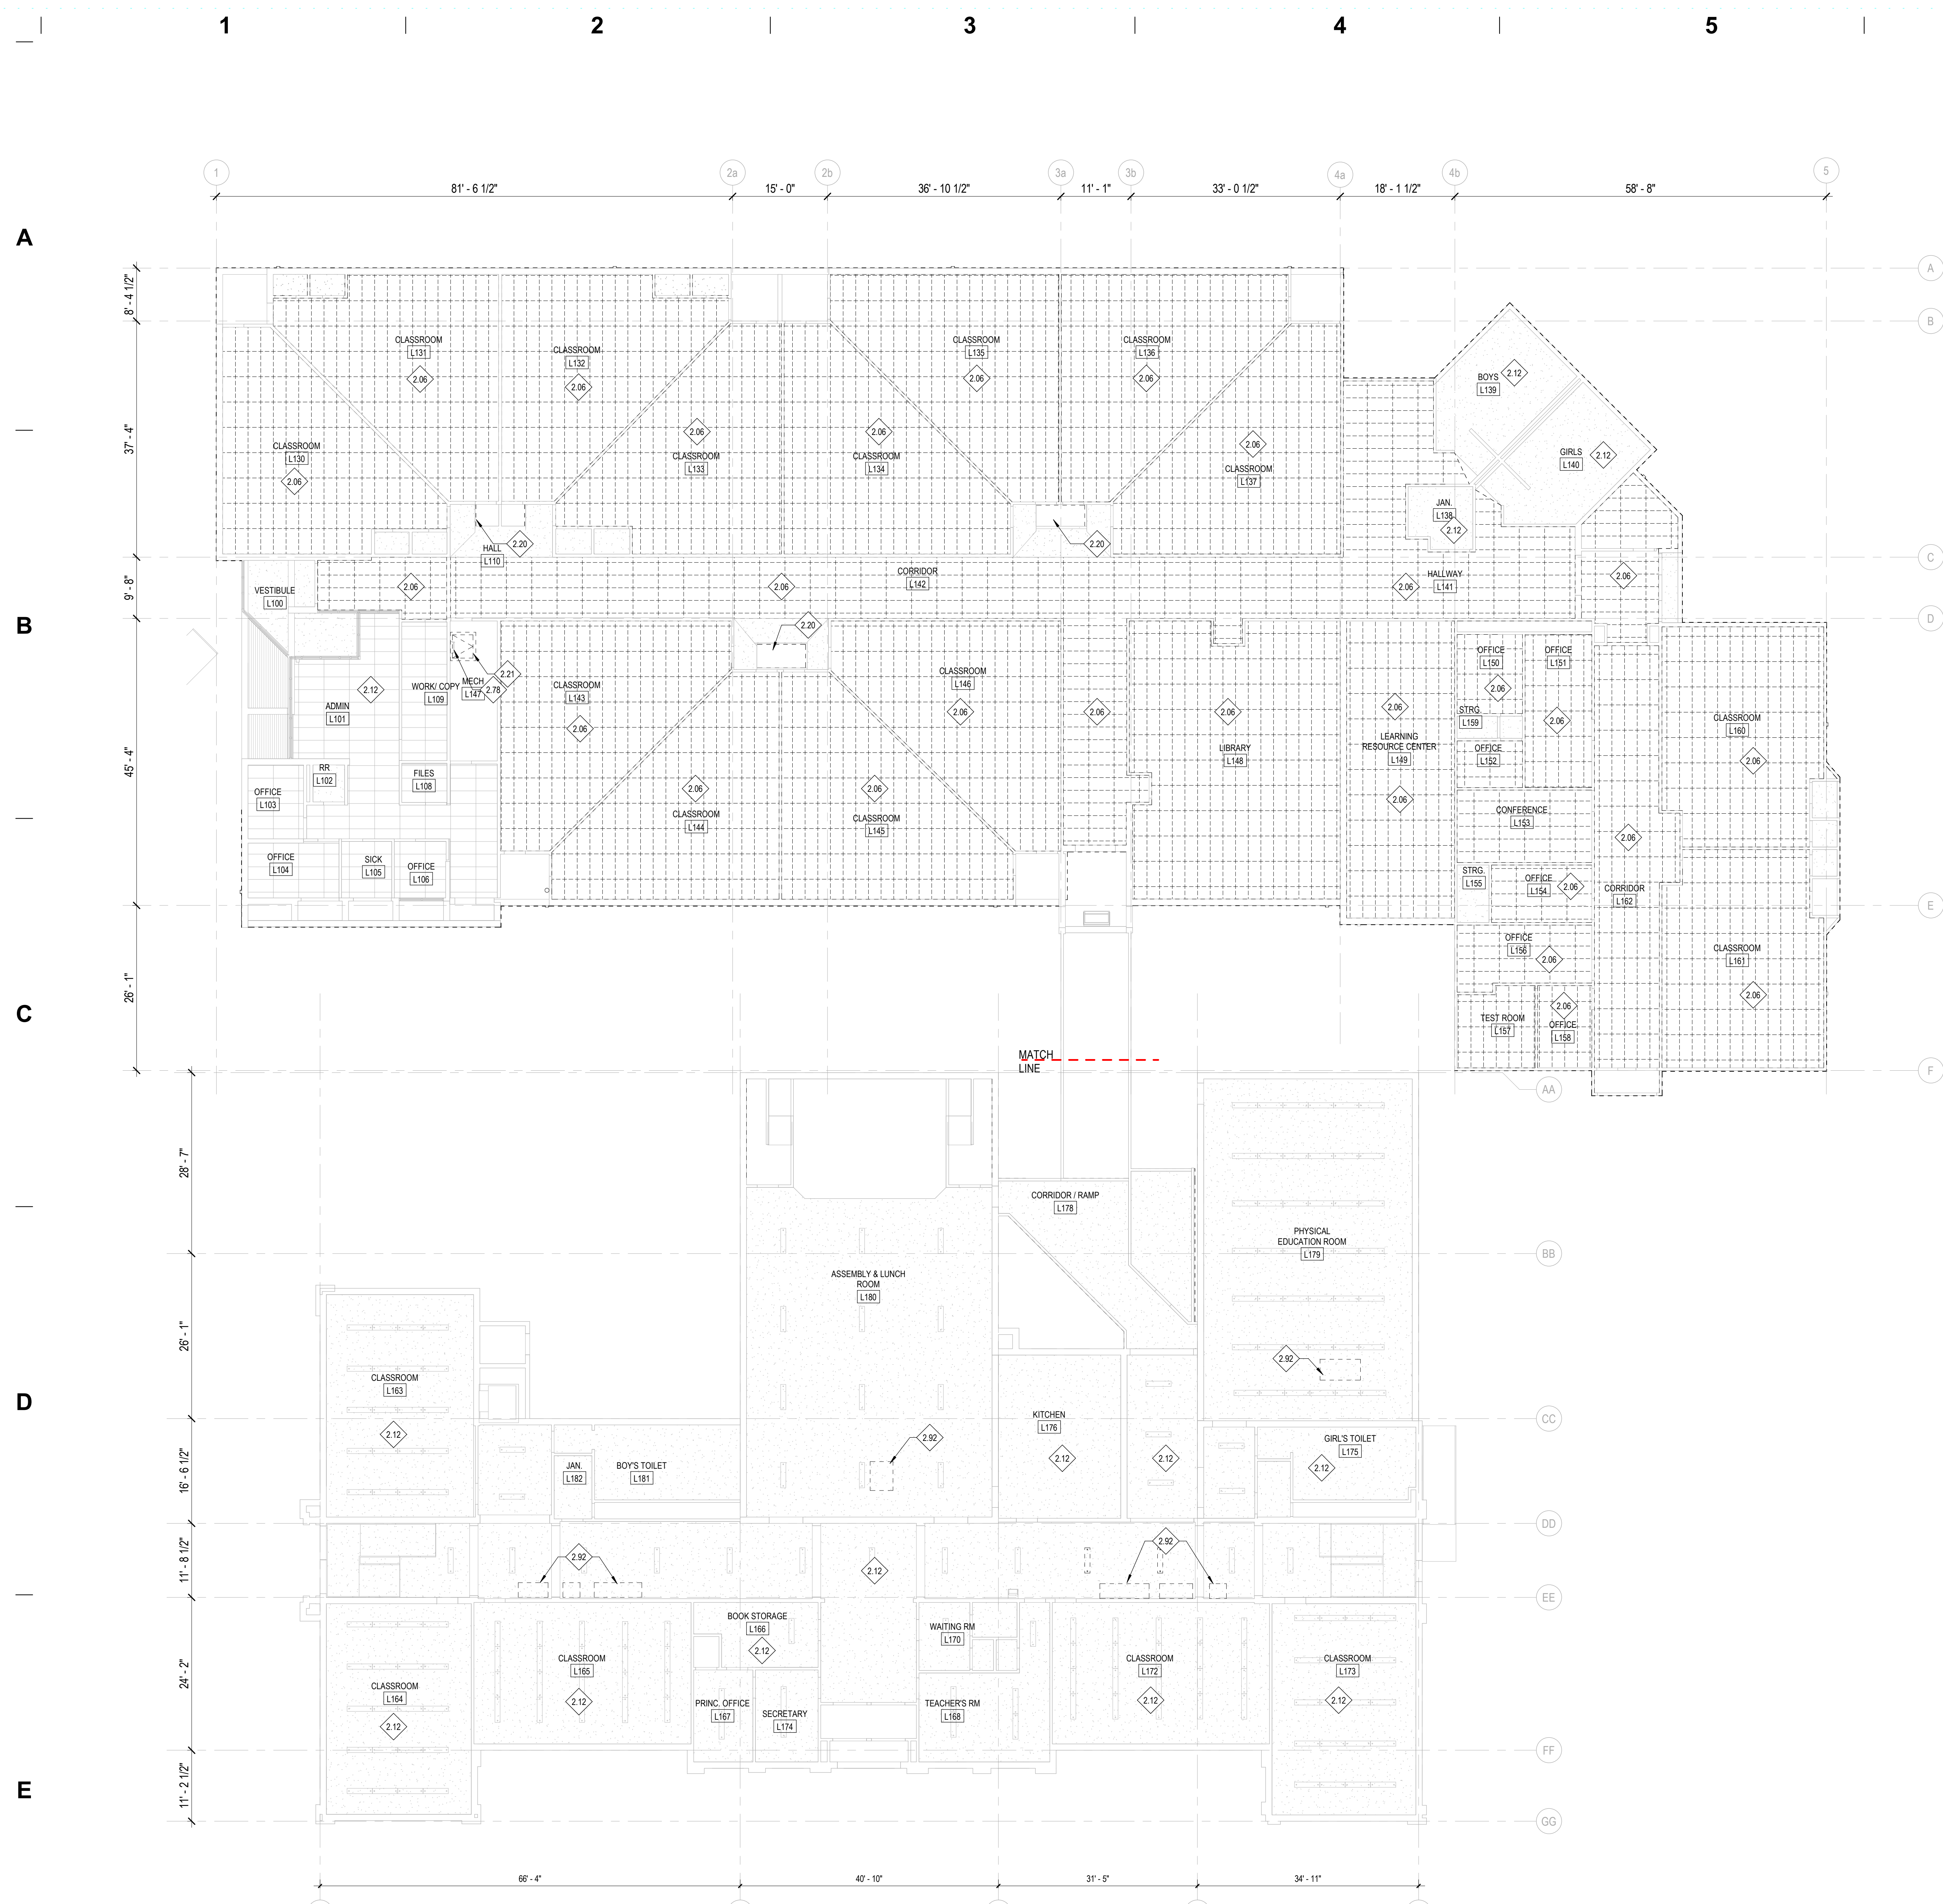 1 2 3 4 5
1 2a 2b 3a 3b 4a 4b 5
81' - 6 1/2" 15' - 0" 36' - 10 1/2" 11' - 1" 33' - 0 1/2" 18' - 1 1/2" 58' - 8"
A
A
8' - 4 1/2"
B
CLASSROOM
L131
2.06
CLASSROOM
L132
2.06
CLASSROOM
L135
2.06
CLASSROOM
L136
2.06
BOYS
L139
2.12
37' - 4"
CLASSROOM
L130
2.06
2.06
CLASSROOM
L133
2.06
CLASSROOM
L134
2.06
CLASSROOM
L137
GIRLS
L140
2.12
JAN.
L138
2.12
2.20
HALL
L110
2.20
C
9' - 8"
VESTIBULE
L100
2.06
2.06
CORRIDOR
L142
2.06
HALLWAY
L141
2.06
B
D
2.20
2.21
MECH
L147
2.78
WORK/ COPY
L109
2.12
ADMIN
L101
CLASSROOM
L143
2.06
CLASSROOM
L146
2.06
2.06
2.06
LIBRARY
L148
2.06
LEARNING
RESOURCE CENTER
L149
2.06
OFFICE
L150
2.06
OFFICE
L151
2.06
STRG.
L159
OFFICE
L152
CLASSROOM
L160
2.06
45' - 4"
RR
L102
FILES
L108
OFFICE
L103
2.06
CLASSROOM
L144
2.06
CLASSROOM
L145
CONFERENCE
L153
2.06
OFFICE
L104
SICK
L105
OFFICE
L106
STRG.
L155
OFFICE
L154
2.06
CORRIDOR
L162
E
26' - 1"
OFFICE
L156
2.06
CLASSROOM
L161
2.06
C
TEST ROOM
L157
2.06
OFFICE
L158
MATCH
LINE
F
AA
28' - 7"
CORRIDOR / RAMP
L178
PHYSICAL
EDUCATION ROOM
L179
BB
ASSEMBLY & LUNCH
ROOM
L180
26' - 1"
2.92
D
CLASSROOM
L163
2.12
KITCHEN
L176
2.12
2.12
CC
2.92
GIRL'S TOILET
L175
2.12
16' - 6 1/2"
JAN.
L182
BOY'S TOILET
L181
DD
11' - 8 1/2"
2.92
2.12
2.92
EE
24' - 2"
BOOK STORAGE
L166
2.12
WAITING RM
L170
CLASSROOM
L164
2.12
CLASSROOM
L165
2.12
CLASSROOM
L172
2.12
CLASSROOM
L173
2.12
PRINC. OFFICE
L167
SECRETARY
L174
TEACHER'S RM
L168
FF
E
11' - 2 1/2"
GG
66' - 4" 40' - 10" 31' - 5" 34' - 11"